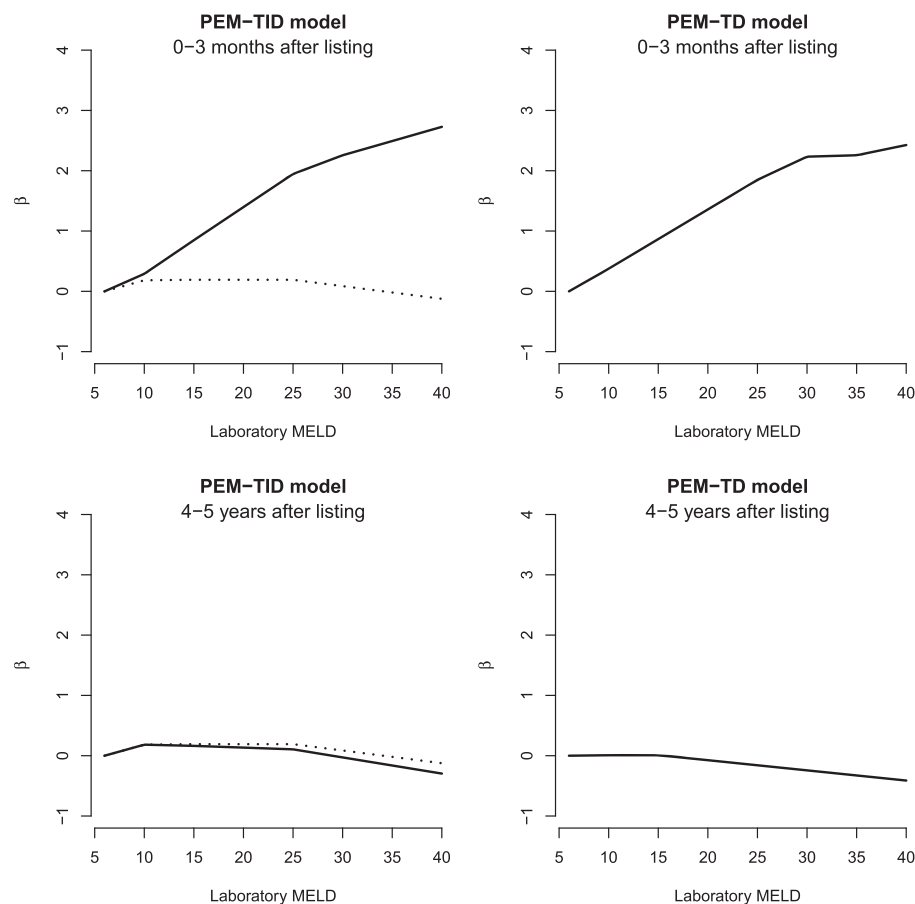 PEM−TID model
0−3 months after listing
4
3
2
1
0
−1
β
5 10 15 20 25 30 35 40
Laboratory MELD
PEM−TD model
0−3 months after listing
4
3
2
1
0
−1
β
5 10 15 20 25 30 35 40
Laboratory MELD
PEM−TID model
4−5 years after listing
4
3
2
1
0
−1
β
5 10 15 20 25 30 35 40
Laboratory MELD
PEM−TD model
4−5 years after listing
4
3
2
1
0
−1
β
5 10 15 20 25 30 35 40
Laboratory MELD